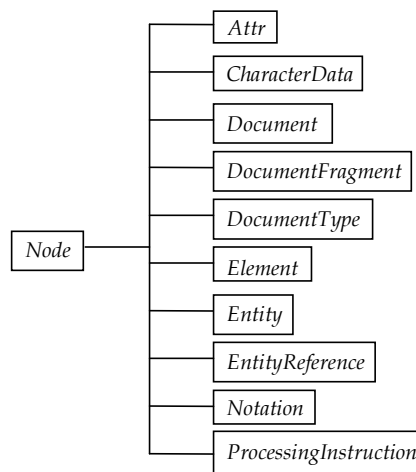 Attr
CharacterData
Document
DocumentFragment
DocumentType
Node
Element
Entity
EntityReference
Notation
ProcessingInstruction